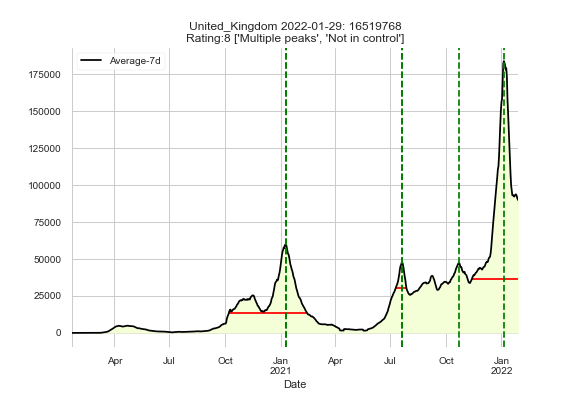 United_Kingdom 2022-01-29: 16519768
Rating:8 ['Multiple peaks', 'Not in control']
Average-7d
175000
150000
125000
100000
75000
50000
25000
0
Apr
Jul
Oct
Jan
2021
Apr
Jul
Oct
Jan
2022
Date